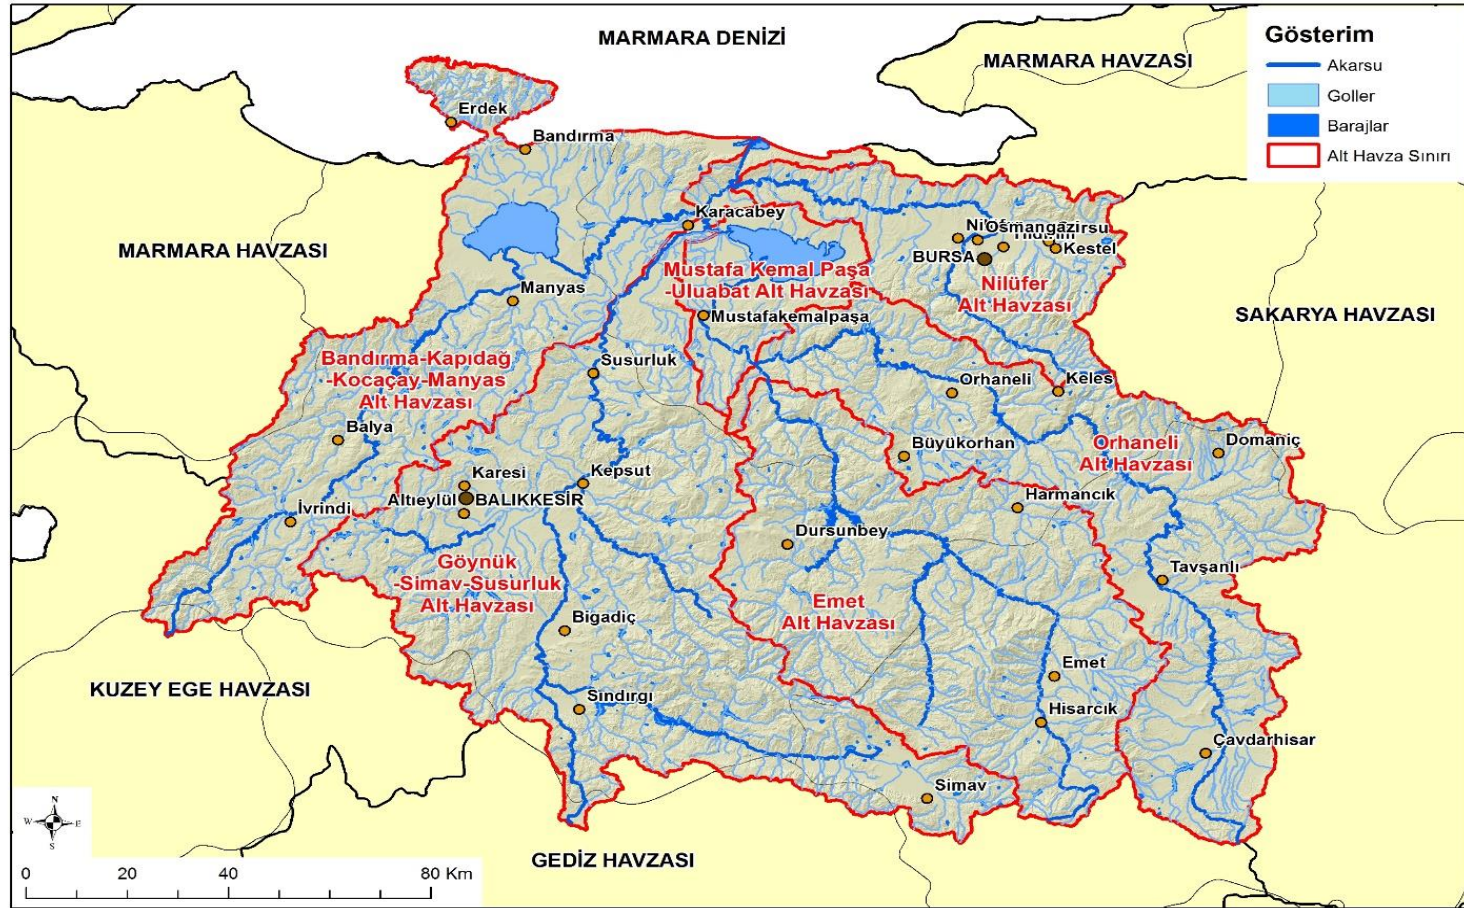 MARMARA DENİZİ
Gösterim
Akarsu
Goller
Barajlar
Alt Havza Sınırı
MARMARA HAVZASI
Erdek
Bandırma
Karacabey
BURSA
Kestel
MARMARA HAVZASI
Mustafa Kemal Paşa
-Uluabat Alt Havzası
Nilüfer
Alt Havzası
Manyas
Mustafakemalpaşa
SAKARYA HAVZASI
Bandırma-Kapıdağ
-Kocaçay-Manyas
Alt Havzası
Susurluk
Orhaneli
Keles
Balya
Büyükorhan
Orhaneli
Alt Havzası
Domaniç
Karesi
Kepsut
Altıeylül
BALIKKESİR
Harmancık
İvrindi
Dursunbey
Göynük
-Simav-Susurluk
Alt Havzası
Tavşanlı
Emet
Alt Havzası
Bigadiç
Emet
KUZEY EGE HAVZASI
Sındırgı
Hisarcık
Çavdarhisar
Simav
N
W
E
S
GEDİZ HAVZASI
0 20 40 80 Km